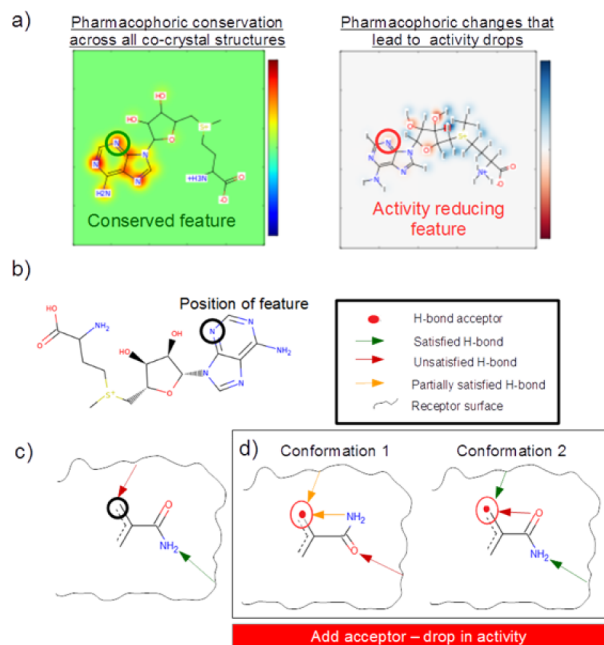 a)
Pharmacophoric conservation
across all co-crystal structures
Pharmacophoric changes that
lead to activity drops
HO
OH
O
S+
N
N
N
N
N
H2N
+H3N
O
O-
Conserved feature
Activity reducing
feature
b)
Position of feature
HO
O
NH2
S+
HO
OH
O
N
N
N
N
NH2
H-bond acceptor
Satisfied H-bond
Unsatisfied H-bond
Partially satisfied H-bond
Receptor surface
c)
O
NH2
d)
Conformation 1
NH2
O
Conformation 2
O
NH2
Add acceptor – drop in activity